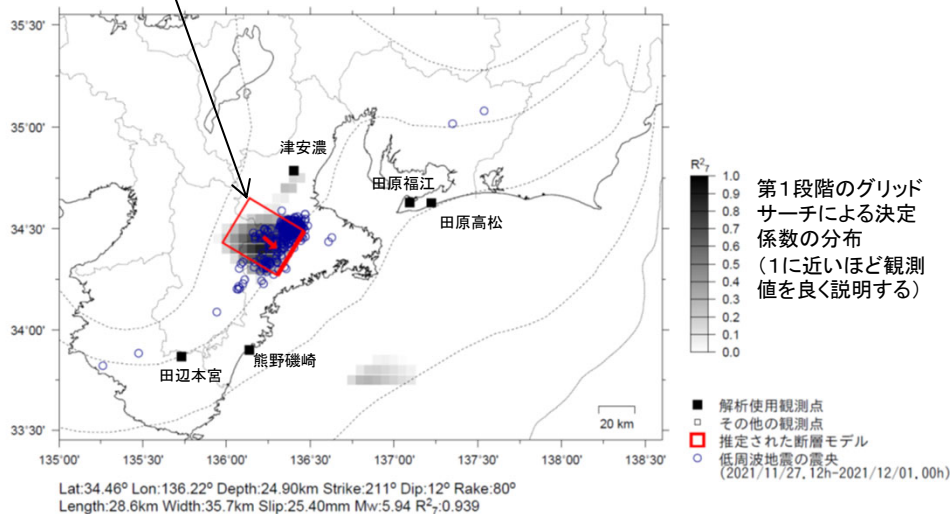 35°30'
35°00'
34°30'
34°00'
33°30'
135°00'
135°30'
136°00'
136°30'
137°00'
137°30'
138°00'
138°30'
津安濃
田原福江
田原高松
田辺本宮
熊野磯崎
20 km
R²₇
1.0
0.9
0.8
0.7
0.6
0.5
0.4
0.3
0.2
0.1
0.0
第1段階のグリッド
サーチによる決定
係数の分布
(1に近いほど観測
値を良く説明する)
解析使用観測点
その他の観測点
推定された断層モデル
低周波地震の震央
(2021/11/27.12h-2021/12/01.00h)
Lat:34.46° Lon:136.22° Depth:24.90km Strike:211° Dip:12° Rake:80°
Length:28.6km Width:35.7km Slip:25.40mm Mw:5.94 R²₇:0.939